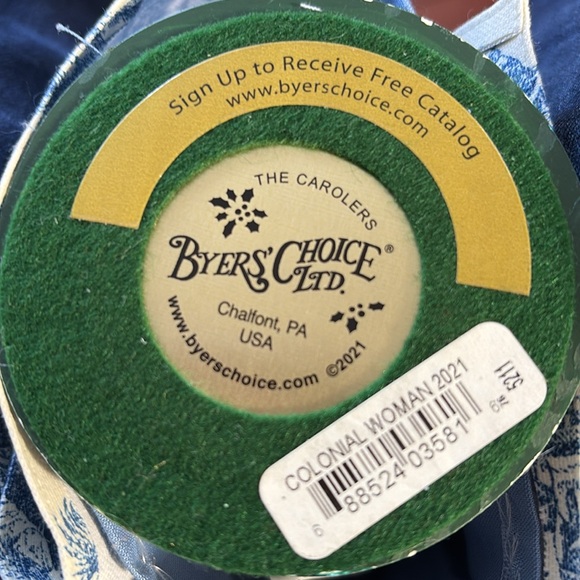 Sign Up to Receive Free Catalog
www.byerschoice.com
THE CAROLERS
BYERS' CHOICE®
LTD.
Chalfont, PA
USA
www.byerschoice.com ©2021
COLONIAL WOMAN 2021
5211
6 88524 03581